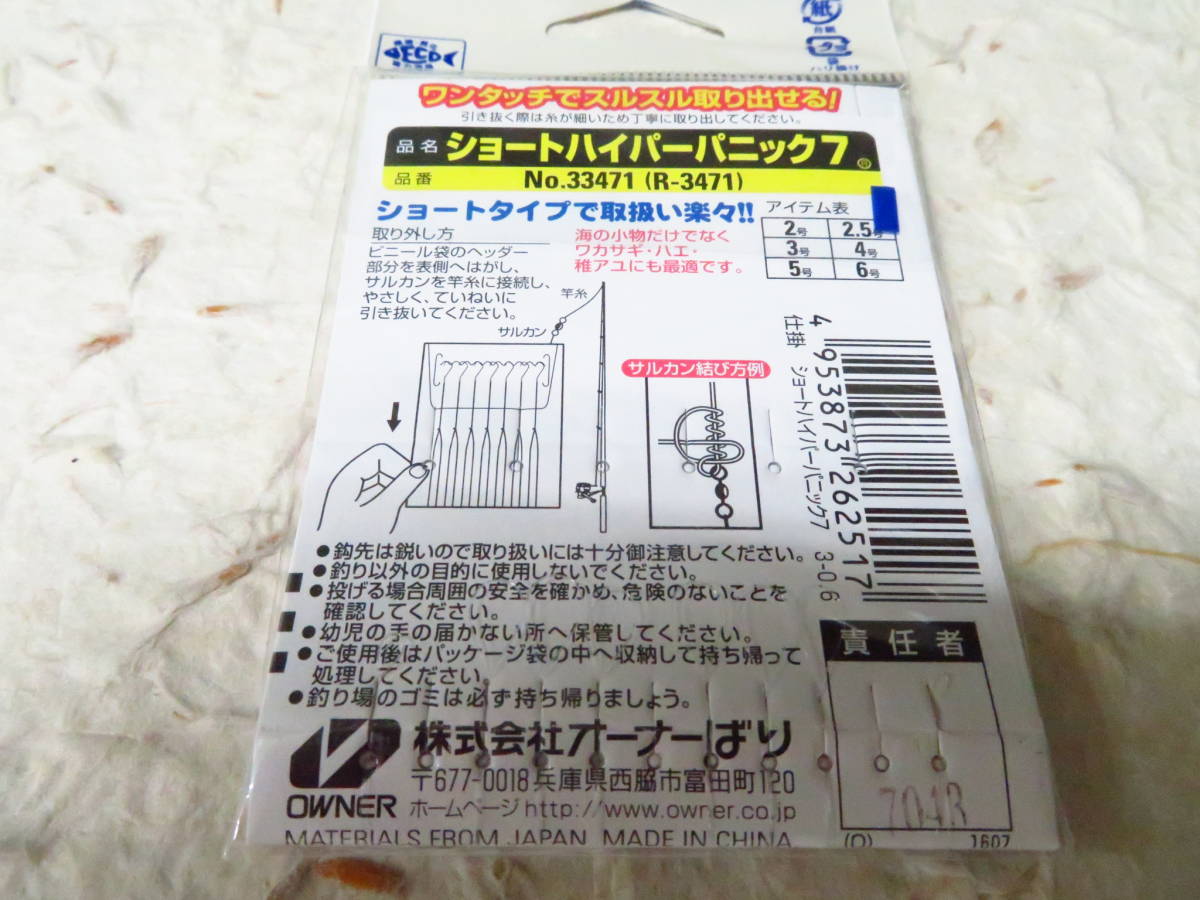 ECO
紙
台紙
プラ
袋
ハリ掛け
ワンタッチでスルスル取り出せる!
引き抜く際は糸が細いため丁寧に取り出してください。
品名 ショートハイパーパニック7®
品番 No.33471 (R-3471)
ショートタイプで取扱い楽々!!
取り外し方
ビニール袋のヘッダー
部分を表側へはがし、
サルカンを竿糸に接続し、
やさしく、ていねいに
引き抜いてください。
海の小物だけでなく
ワカサギ・ハエ・
稚アユにも最適です。
アイテム表
2号 2.5号
3号 4号
5号 6号
竿糸
サルカン
サルカン結び方例
仕掛 ショートハイパーパニック7 3-0.6
4 953873 262517
●鈎先は鋭いので取り扱いには十分御注意してください。
●釣り以外の目的に使用しないでください。
●投げる場合周囲の安全を確かめ、危険のないことを
確認してください。
●幼児の手の届かない所へ保管してください。
●ご使用後はパッケージ袋の中へ収納して持ち帰って
処理してください。
●釣り場のゴミは必ず持ち帰りましょう。
責任者
株式会社オーナーばり
〒677-0018 兵庫県西脇市富田町120
OWNER ホームページ http://www.owner.co.jp
MATERIALS FROM JAPAN MADE IN CHINA
(O) 1607